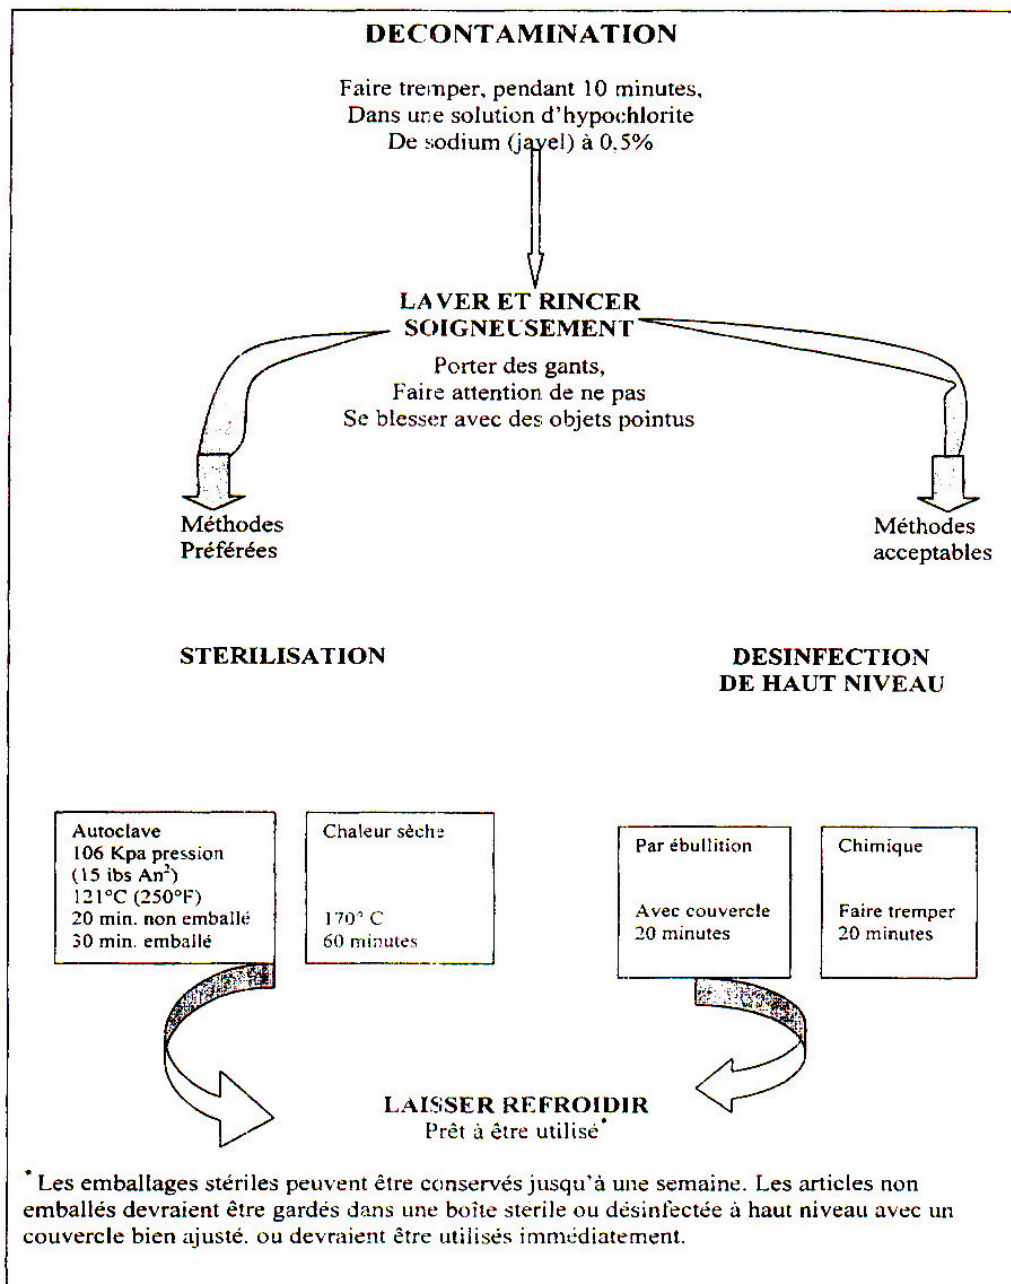 DECONTAMINATION
Faire tremper, pendant 10 minutes,
Dans une solution d'hypochlorite
De sodium (javel) à 0.5%
LAVER ET RINCER
SOIGNEUSEMENT
Porter des gants,
Faire attention de ne pas
Se blesser avec des objets pointus
Méthodes
Préférées
Méthodes
acceptables
STERILISATION
DESINFECTION
DE HAUT NIVEAU
Autoclave
106 Kpa pression
(15 ibs An²)
121°C (250°F)
20 min. non emballé
30 min. emballé
Chaleur sèche
170° C
60 minutes
Par ébullition
Avec couvercle
20 minutes
Chimique
Faire tremper
20 minutes
LAISSER REFROIDIR
Prêt à être utilisé*
* Les emballages stériles peuvent être conservés jusqu'à une semaine. Les articles non
emballés devraient être gardés dans une boîte stérile ou désinfectée à haut niveau avec un
couvercle bien ajusté. ou devraient être utilisés immédiatement.